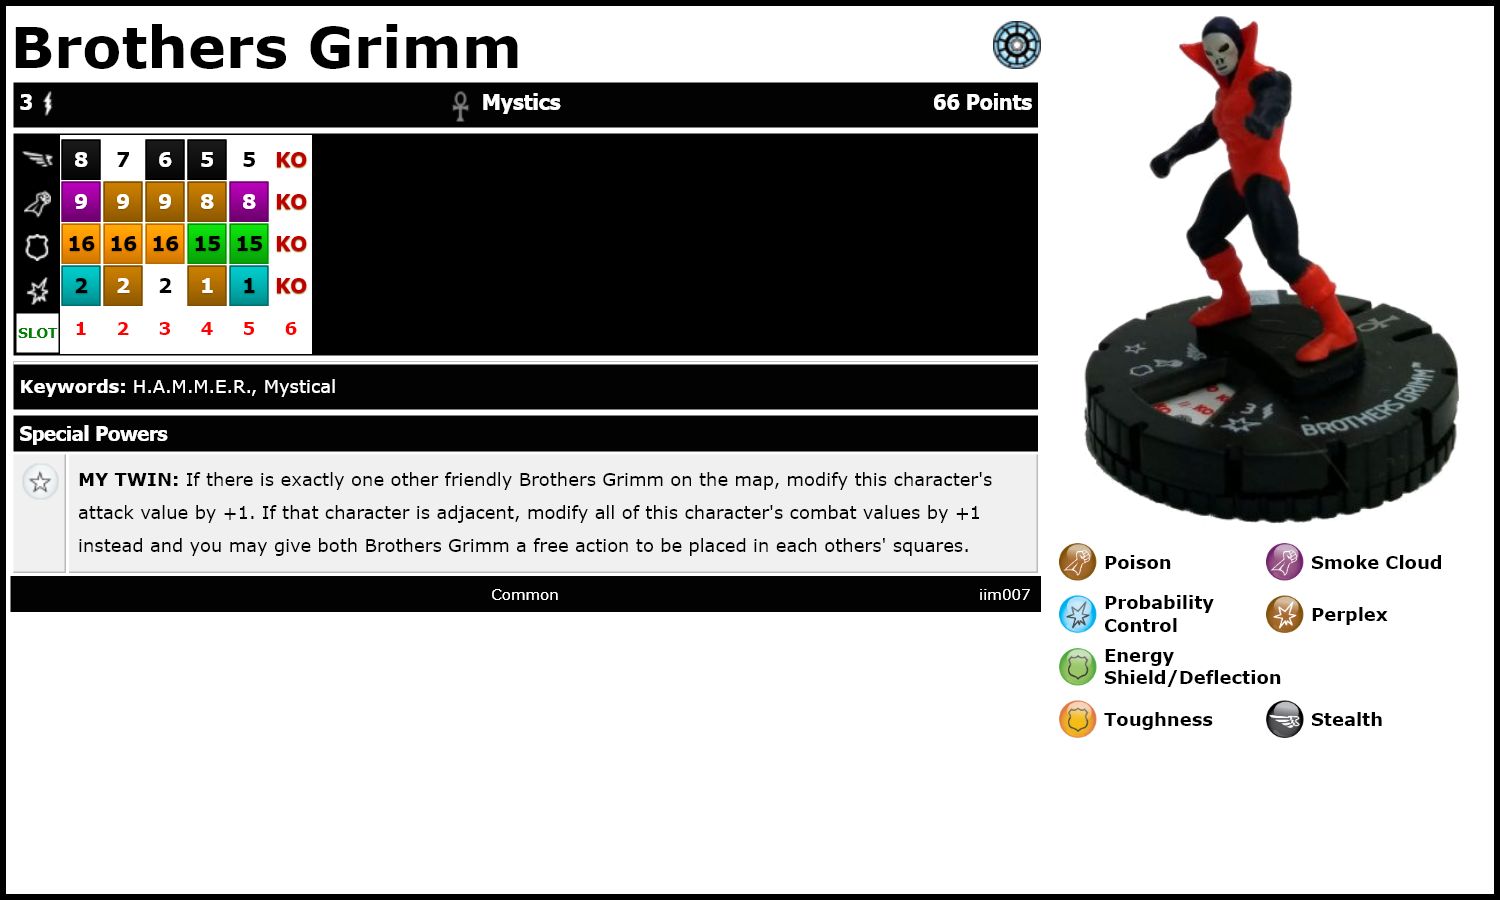 Brothers Grimm
3 Mystics 66 Points
8 7 6 5 5 KO
9 9 9 8 8 KO
16 16 16 15 15 KO
2 2 2 1 1 KO
SLOT 1 2 3 4 5 6
Keywords: H.A.M.M.E.R., Mystical
Special Powers
MY TWIN: If there is exactly one other friendly Brothers Grimm on the map, modify this character's
attack value by +1. If that character is adjacent, modify all of this character's combat values by +1
instead and you may give both Brothers Grimm a free action to be placed in each others' squares.
Common iim007
KO KO
BROTHERS GRIMM™
Poison Smoke Cloud
Probability
Control
Perplex
Energy
Shield/Deflection
Toughness Stealth